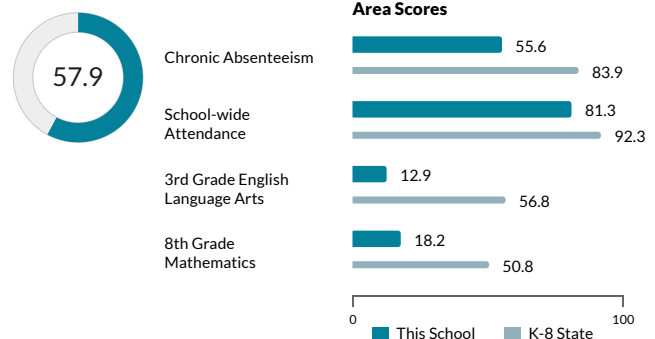 Area Scores
57.9
Chronic Absenteeism
55.6
83.9
School-wide
Attendance
81.3
92.3
3rd Grade English
Language Arts
12.9
56.8
8th Grade
Mathematics
18.2
50.8
0 100
This School K-8 State